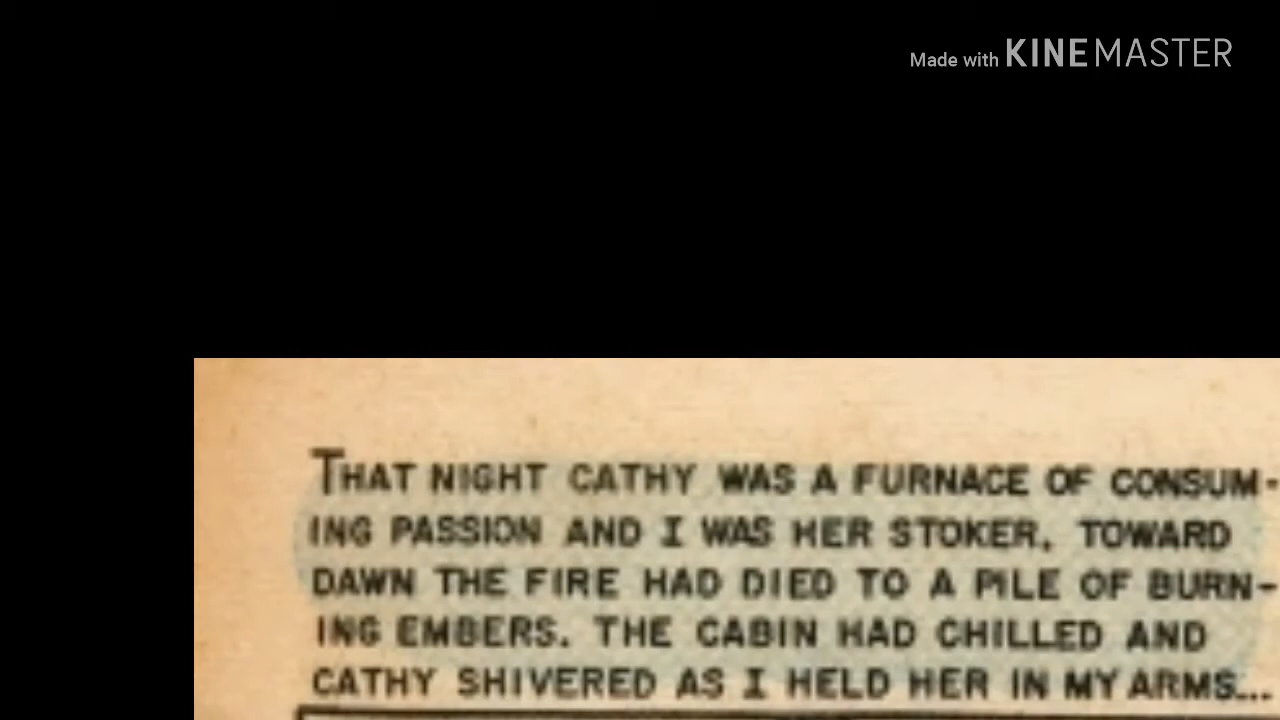 Made with KINEMASTER
THAT NIGHT CATHY WAS A FURNACE OF CONSUM-
ING PASSION AND I WAS HER STOKER. TOWARD
DAWN THE FIRE HAD DIED TO A PILE OF BURN-
ING EMBERS. THE CABIN HAD CHILLED AND
CATHY SHIVERED AS I HELD HER IN MY ARMS...